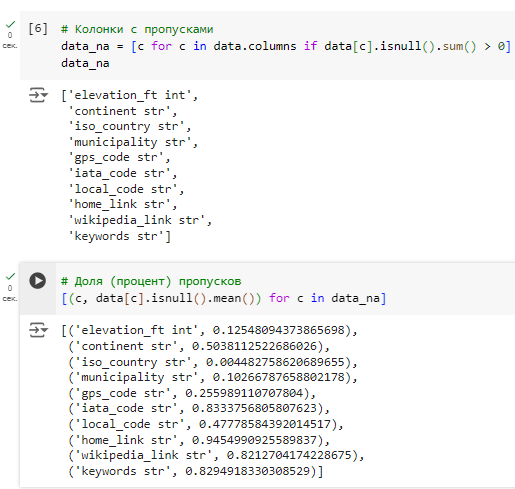 [6]
0
сек.
# Колонки с пропусками
data_na = [c for c in data.columns if data[c].isnull().sum() > 0]
data_na
['elevation_ft int',
'continent str',
'iso_country str',
'municipality str',
'gps_code str',
'iata_code str',
'local_code str',
'home_link str',
'wikipedia_link str',
'keywords str']
0
сек.
# Доля (процент) пропусков
[(c, data[c].isnull().mean()) for c in data_na]
[('elevation_ft int', 0.12548094373865698),
('continent str', 0.5038112522686026),
('iso_country str', 0.004482758620689655),
('municipality str', 0.10266787658802178),
('gps_code str', 0.255989110707804),
('iata_code str', 0.8333756805807623),
('local_code str', 0.47778584392014517),
('home_link str', 0.9454990925589837),
('wikipedia_link str', 0.8212704174228675),
('keywords str', 0.8294918330308529)]